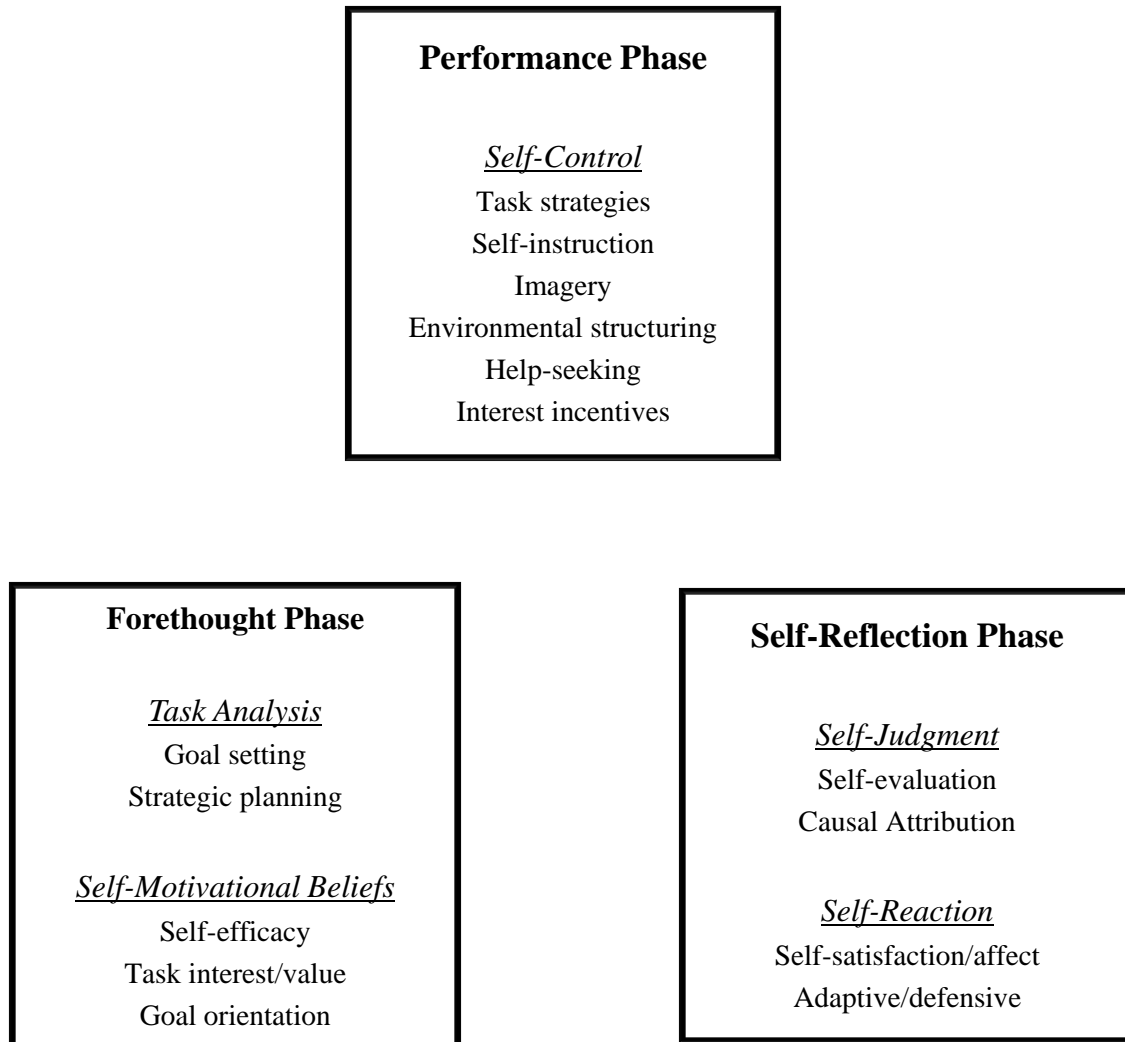 Performance Phase
Self-Control
Task strategies
Self-instruction
Imagery
Environmental structuring
Help-seeking
Interest incentives
Forethought Phase
Task Analysis
Goal setting
Strategic planning
Self-Motivational Beliefs
Self-efficacy
Task interest/value
Goal orientation
Self-Reflection Phase
Self-Judgment
Self-evaluation
Causal Attribution
Self-Reaction
Self-satisfaction/affect
Adaptive/defensive